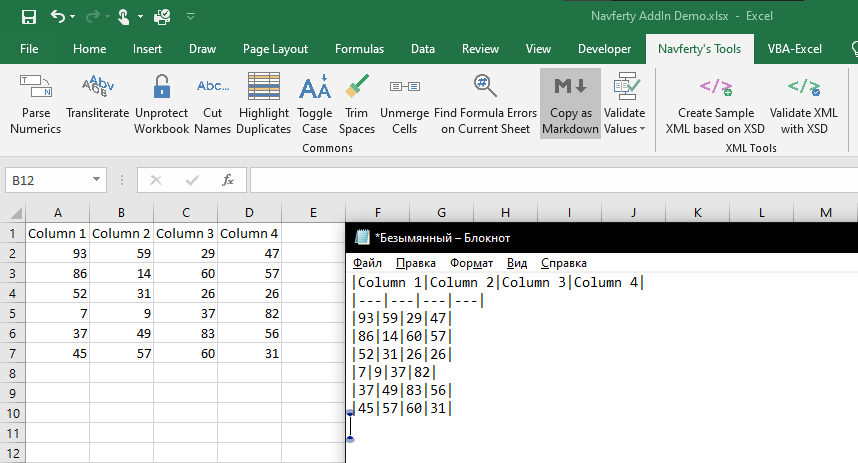 Navferty AddIn Demo.xlsx - Excel
File Home Insert Draw Page Layout Formulas Data Review View Developer Navferty's Tools VBA-Excel
Parse Numerics
Transliterate
Unprotect Workbook
Cut Names
Highlight Duplicates
Toggle Case
Trim Spaces
Unmerge Cells
Find Formula Errors on Current Sheet
Copy as Markdown
Validate Values
Create Sample XML based on XSD
Validate XML with XSD
Commons
XML Tools
B12
A B C D E F G H I J K L M
1 Column 1 Column 2 Column 3 Column 4
2 93 59 29 47
3 86 14 60 57
4 52 31 26 26
5 7 9 37 82
6 37 49 83 56
7 45 57 60 31
8
9
10
11
12
*Безымянный – Блокнот
Файл Правка Формат Вид Справка
|Column 1|Column 2|Column 3|Column 4|
|---|---|---|---|
|93|59|29|47|
|86|14|60|57|
|52|31|26|26|
|7|9|37|82|
|37|49|83|56|
|45|57|60|31|